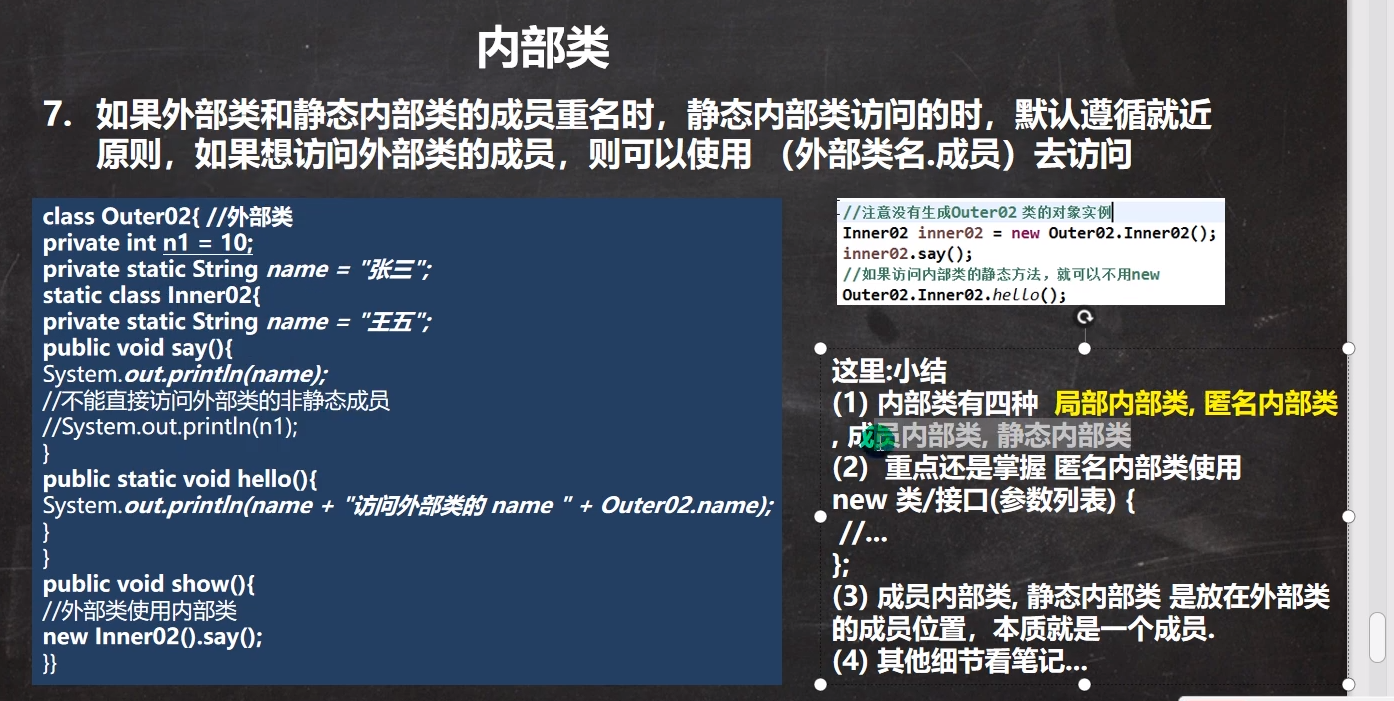 内部类
7. 如果外部类和静态内部类的成员重名时，静态内部类访问的时，默认遵循就近
原则，如果想访问外部类的成员，则可以使用 （外部类名.成员）去访问
class Outer02{ //外部类
private int n1 = 10;
private static String name = "张三";
static class Inner02{
private static String name = "王五";
public void say(){
System.out.println(name);
//不能直接访问外部类的非静态成员
//System.out.println(n1);
}
public static void hello(){
System.out.println(name + "访问外部类的 name " + Outer02.name);
}
}
public void show(){
//外部类使用内部类
new Inner02().say();
}}
//注意没有生成Outer02 类的对象实例
Inner02 inner02 = new Outer02.Inner02();
inner02.say();
//如果访问内部类的静态方法，就可以不用new
Outer02.Inner02.hello();
这里:小结
(1) 内部类有四种 局部内部类, 匿名内部类
, 成员内部类, 静态内部类
(2) 重点还是掌握 匿名内部类使用
new 类/接口(参数列表) {
//...
};
(3) 成员内部类, 静态内部类 是放在外部类
的成员位置，本质就是一个成员.
(4) 其他细节看笔记...